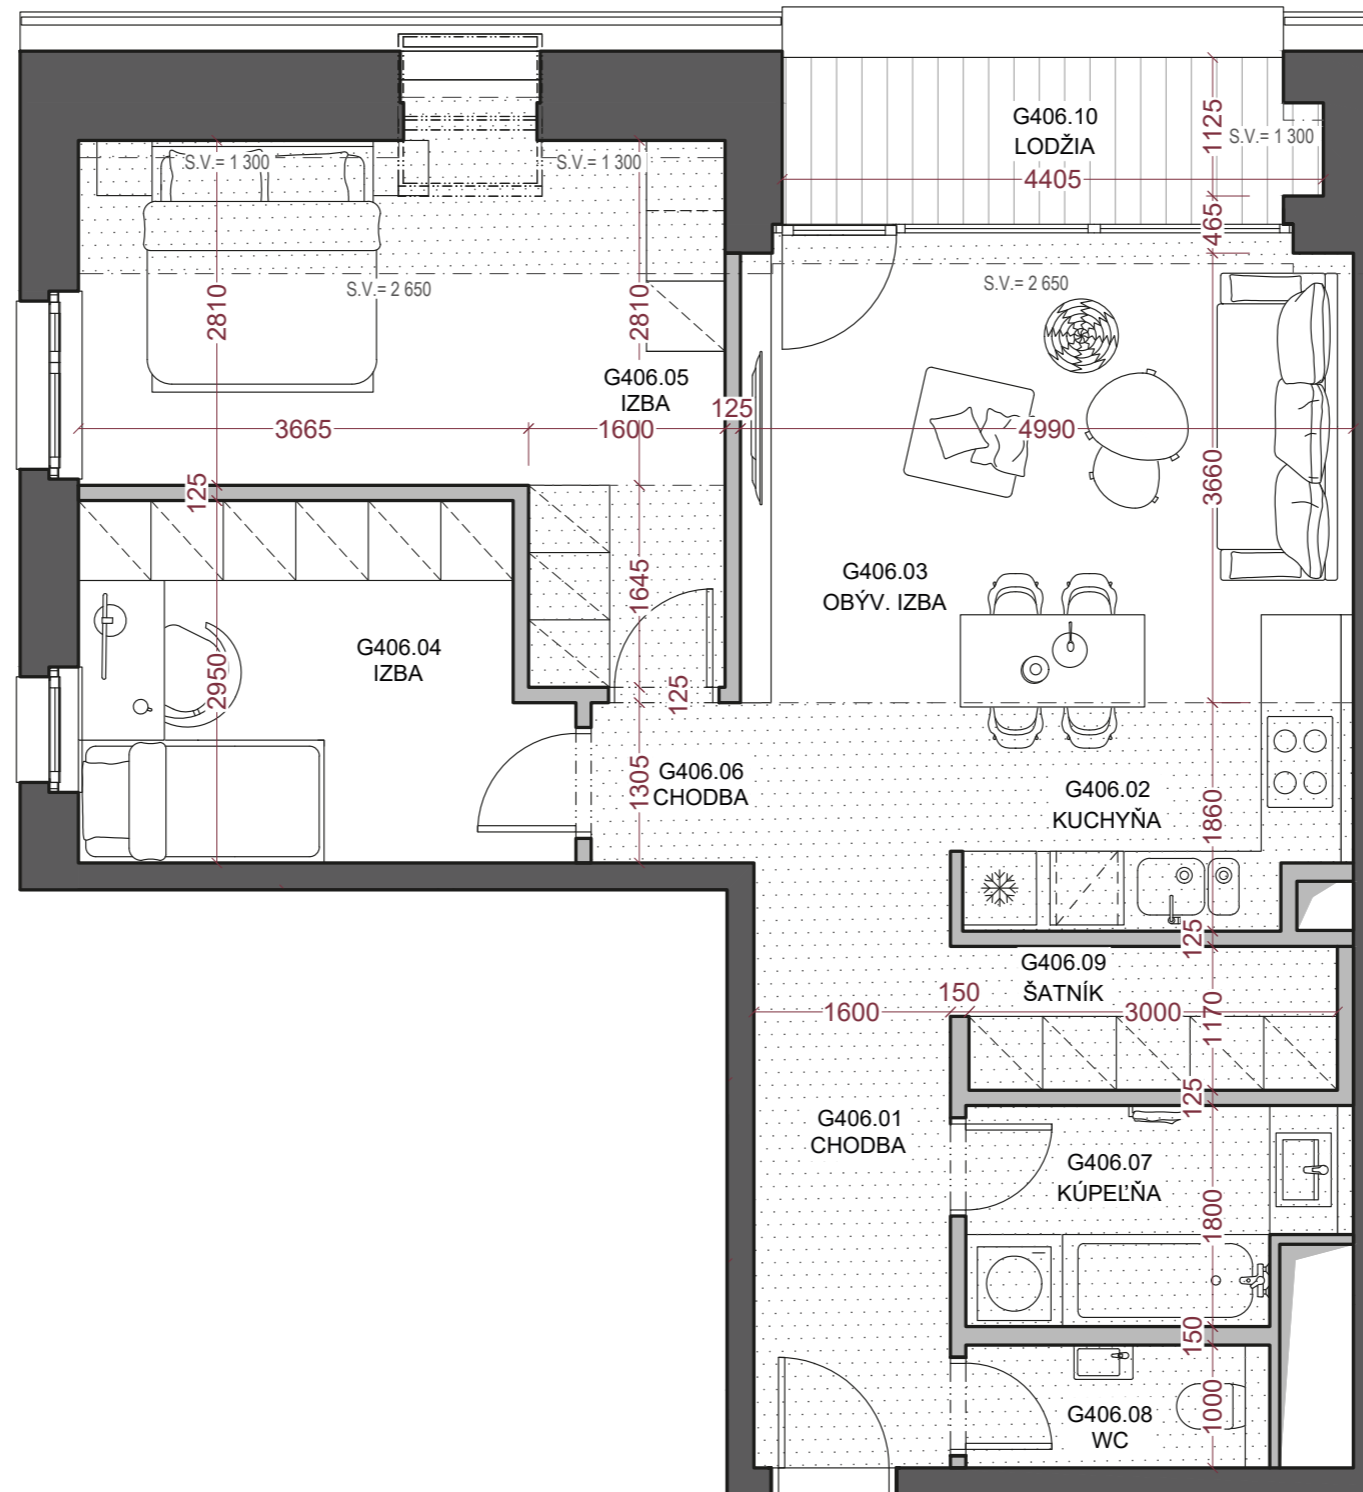 G406.10
LODŽIA
1125
S.V.= 1 300
S.V.= 1 300
S.V.= 1 300
4405
465
S.V.= 2 650
S.V.= 2 650
2810
2810
G406.05
IZBA
125
3665
1600
4990
3660
125
G406.03
OBÝV. IZBA
1645
G406.04
IZBA
2950
125
G406.06
CHODBA
1305
G406.02
KUCHYŇA
1860
125
G406.09
ŠATNÍK
150
1600
3000
1170
125
G406.01
CHODBA
G406.07
KÚPEĽŇA
1800
150
G406.08
WC
1000